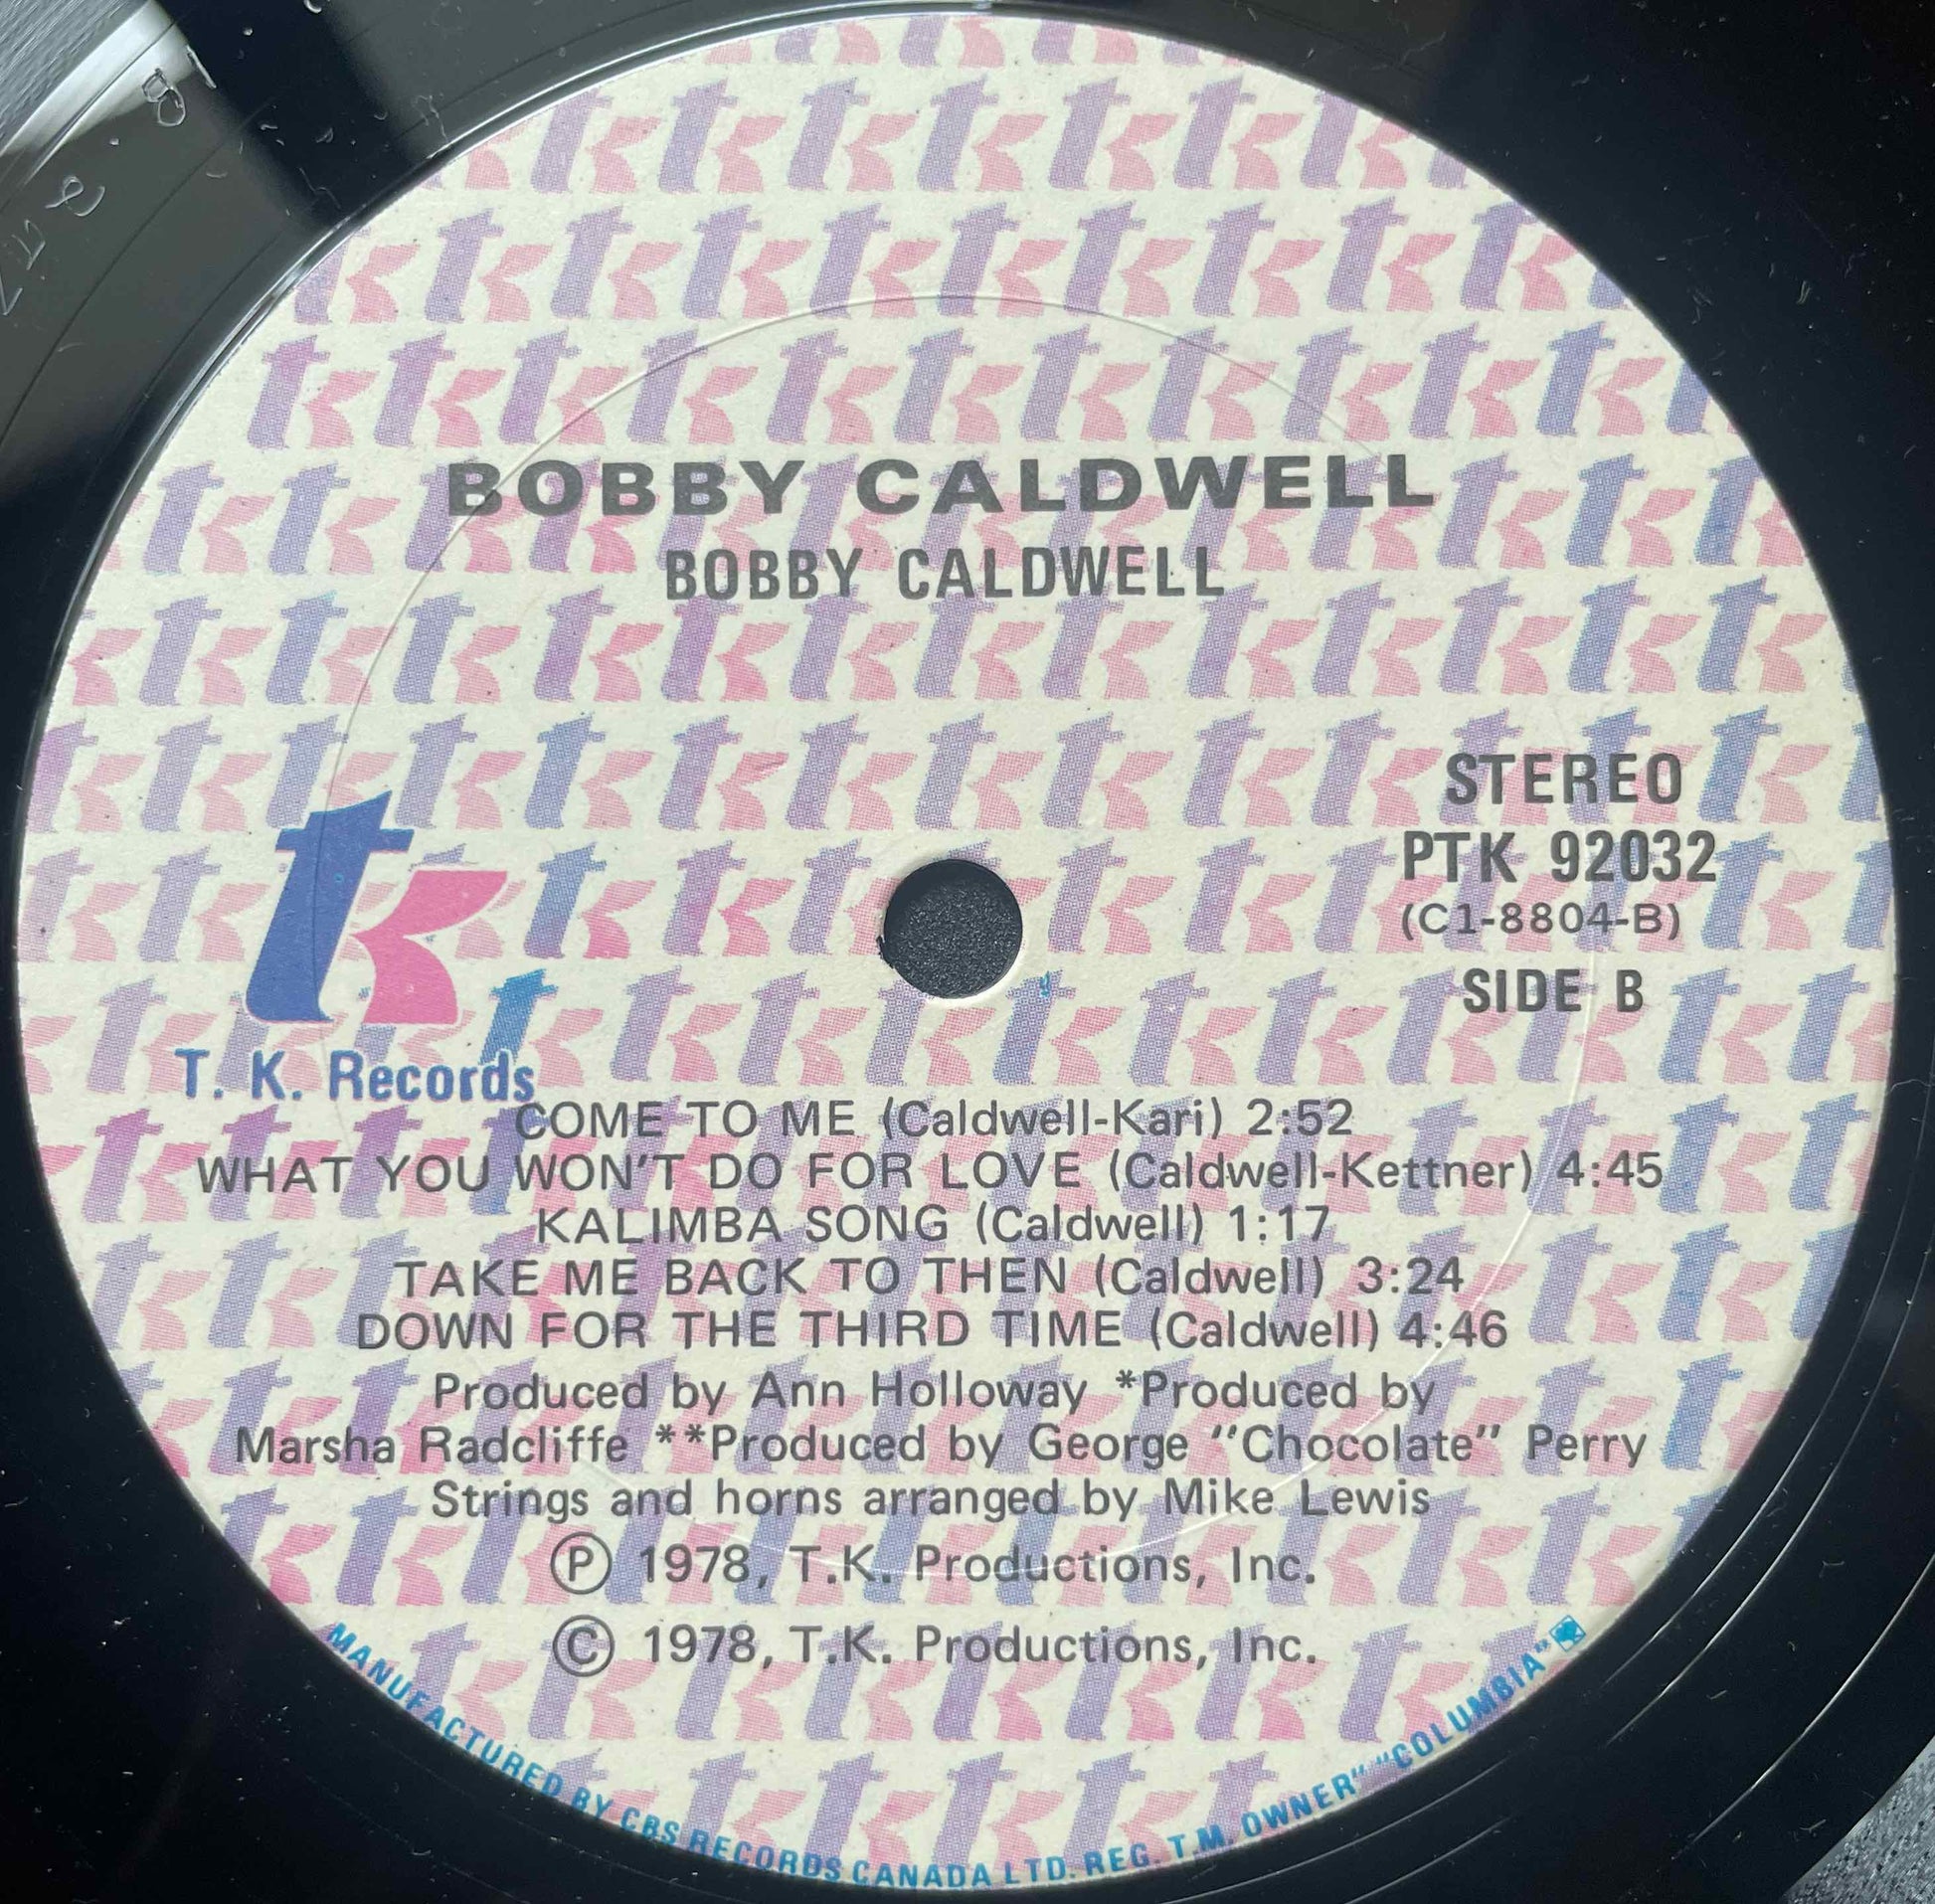 BOBBY CALDWELL
BOBBY CALDWELL
STEREO
PTK 92032
(C1-8804-B)
SIDE B
tk
T. K. Records
COME TO ME (Caldwell-Kari) 2:52
WHAT YOU WON'T DO FOR LOVE (Caldwell-Kettner) 4:45
KALIMBA SONG (Caldwell) 1:17
TAKE ME BACK TO THEN (Caldwell) 3:24
DOWN FOR THE THIRD TIME (Caldwell) 4:46
Produced by Ann Holloway *Produced by
Marsha Radcliffe **Produced by George "Chocolate" Perry
Strings and horns arranged by Mike Lewis
Ⓟ 1978, T.K. Productions, Inc.
© 1978, T.K. Productions, Inc.
MANUFACTURED BY CBS RECORDS CANADA LTD. REG. T.M. OWNER" "COLUMBIA"